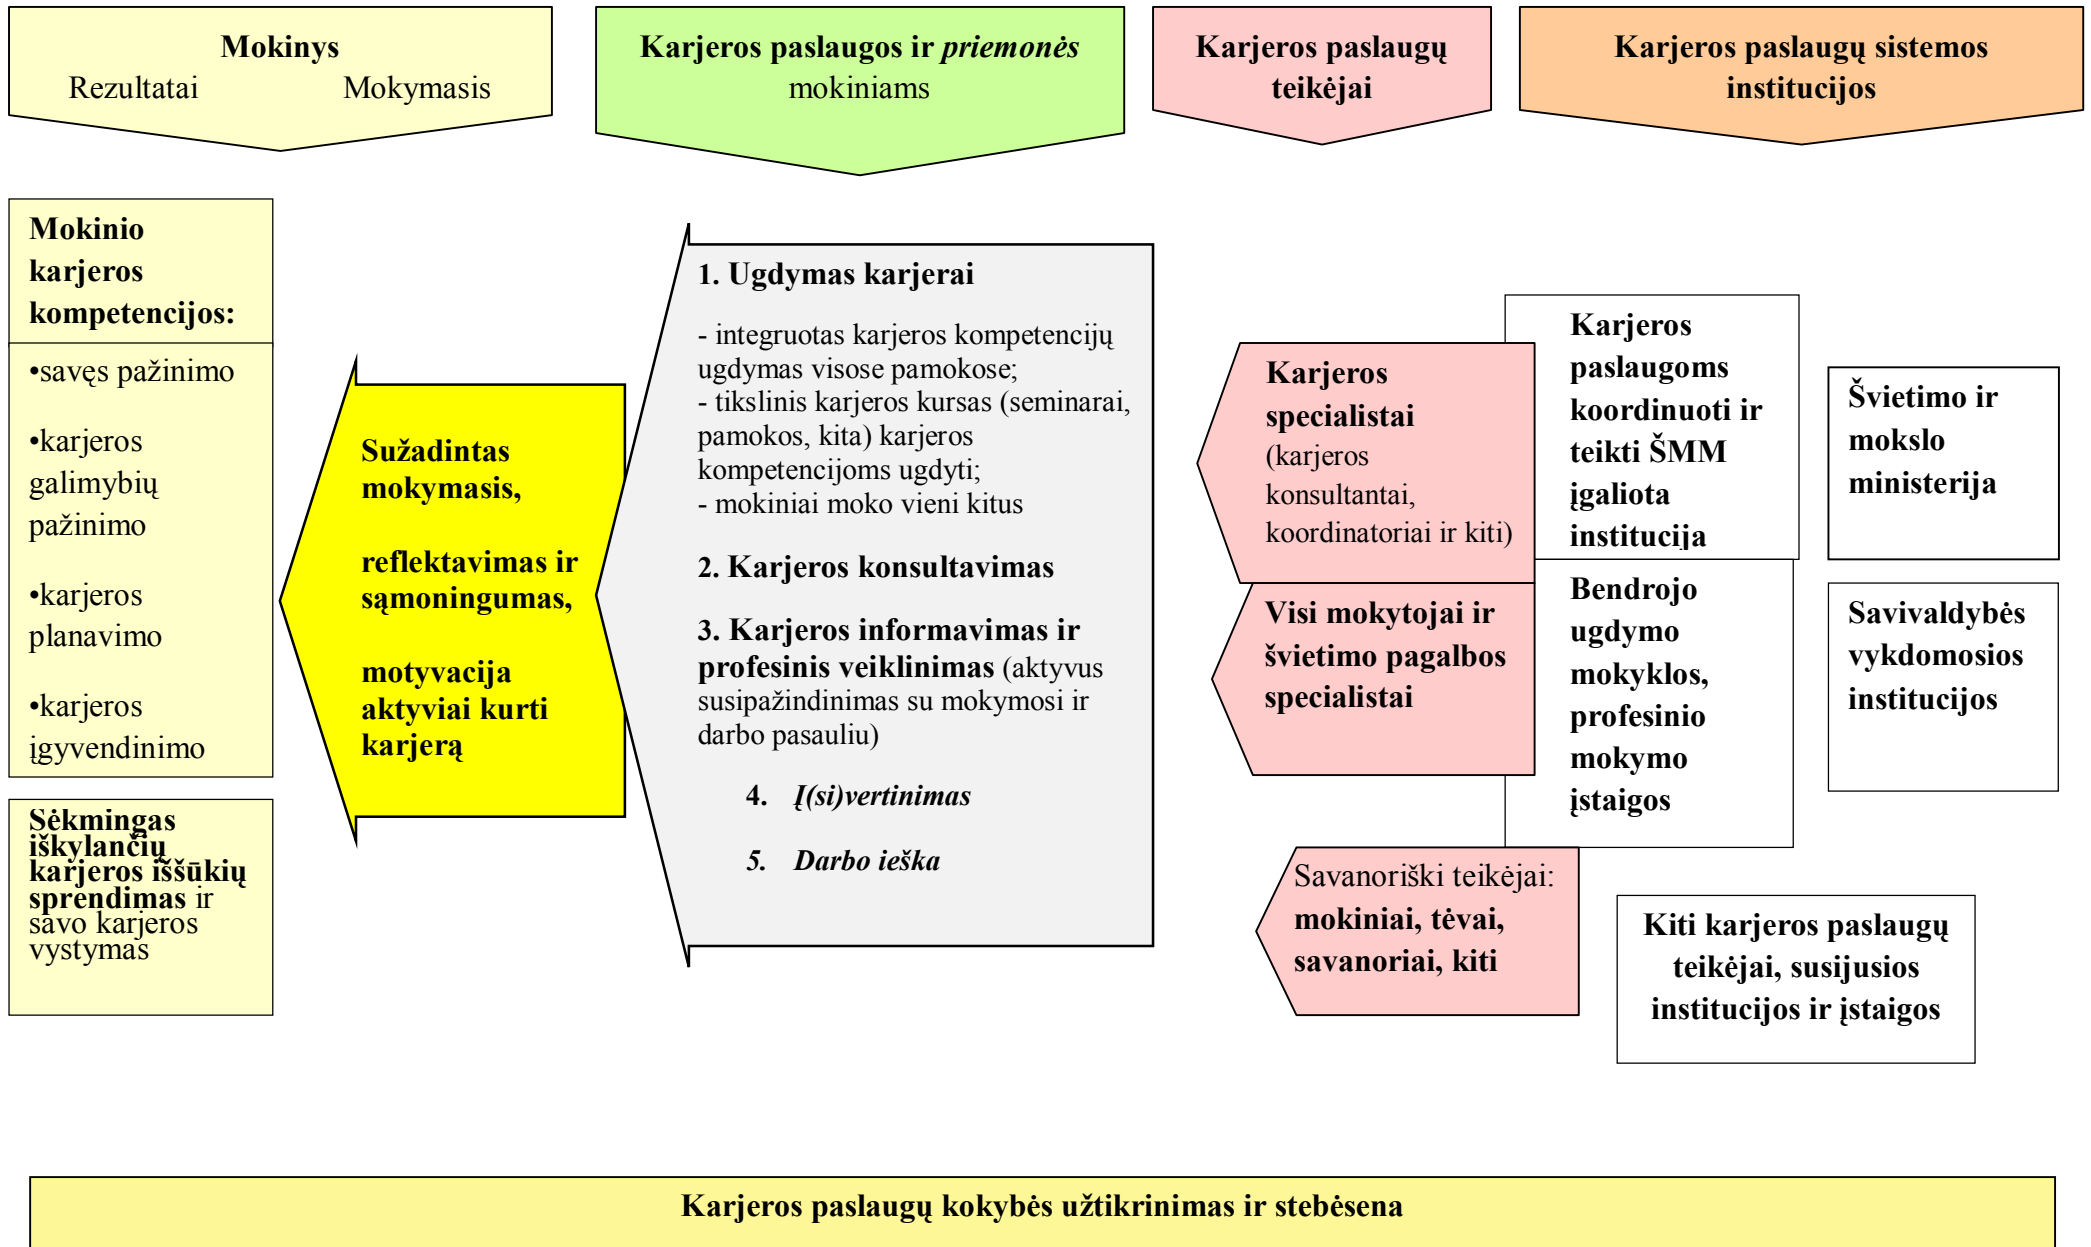 Mokinys
Rezultatai Mokymasis
Karjeros paslaugos ir priemonės
mokiniams
Karjeros paslaugų
teikėjai
Karjeros paslaugų sistemos
institucijos
Mokinio
karjeros
kompetencijos:
•savęs pažinimo
•karjeros
galimybių
pažinimo
•karjeros
planavimo
•karjeros
įgyvendinimo
Sėkmingas
iškylančių
karjeros iššūkių
sprendimas ir
savo karjeros
vystymas
Sužadintas
mokymasis,
reflektavimas ir
sąmoningumas,
motyvacija
aktyviai kurti
karjerą
1. Ugdymas karjerai
- integruotas karjeros kompetencijų
ugdymas visose pamokose;
- tikslinis karjeros kursas (seminarai,
pamokos, kita) karjeros
kompetencijoms ugdyti;
- mokiniai moko vieni kitus
2. Karjeros konsultavimas
3. Karjeros informavimas ir
profesinis veiklinimas (aktyvus
susipažindinimas su mokymosi ir
darbo pasauliu)
4. Į(si)vertinimas
5. Darbo ieška
Karjeros
specialistai
(karjeros
konsultantai,
koordinatoriai ir kiti)
Visi mokytojai ir
švietimo pagalbos
specialistai
Savanoriški teikėjai:
mokiniai, tėvai,
savanoriai, kiti
Karjeros
paslaugoms
koordinuoti ir
teikti ŠMM
įgaliota
institucija
Bendrojo
ugdymo
mokyklos,
profesinio
mokymo
įstaigos
Švietimo ir
mokslo
ministerija
Savivaldybės
vykdomosios
institucijos
Kiti karjeros paslaugų
teikėjai, susijusios
institucijos ir įstaigos
Karjeros paslaugų kokybės užtikrinimas ir stebėsena